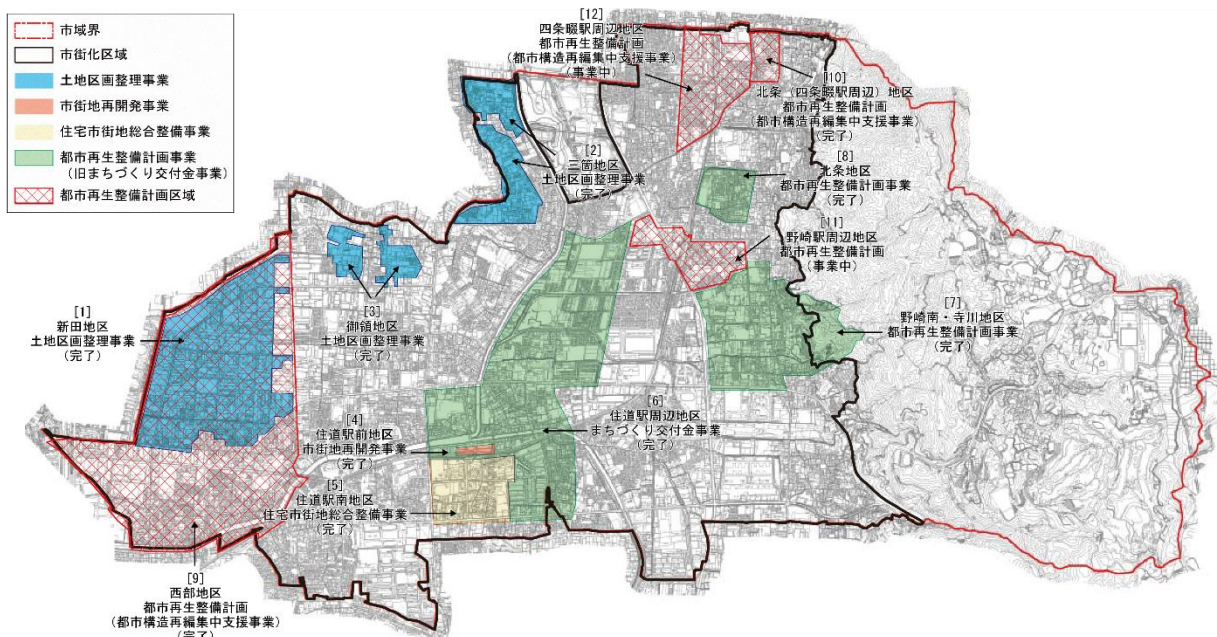 市域界
市街化区域
土地区画整理事業
市街地再開発事業
住宅市街地総合整備事業
都市再生整備計画事業
(旧まちづくり交付金事業)
都市再生整備計画区域
[12]
四条畷駅周辺地区
都市再生整備計画
(都市構造再編集中支援事業)
(事業中)
[10]
北条(四条畷駅周辺)地区
都市再生整備計画
(都市構造再編集中支援事業)
(完了)
[2]
三箇地区
土地区画整理事業
(完了)
[8]
北条地区
都市再生整備計画事業
(完了)
[11]
野崎駅周辺地区
都市再生整備計画
(事業中)
[1]
新田地区
土地区画整理事業
(完了)
[3]
御領地区
土地区画整理事業
(完了)
[7]
野崎南・寺川地区
都市再生整備計画事業
(完了)
[4]
住道駅前地区
市街地再開発事業
(完了)
[6]
住道駅周辺地区
まちづくり交付金事業
(完了)
[5]
住道駅南地区
住宅市街地総合整備事業
(完了)
[9]
西部地区
都市再生整備計画
(都市構造再編集中支援事業)
(完了)